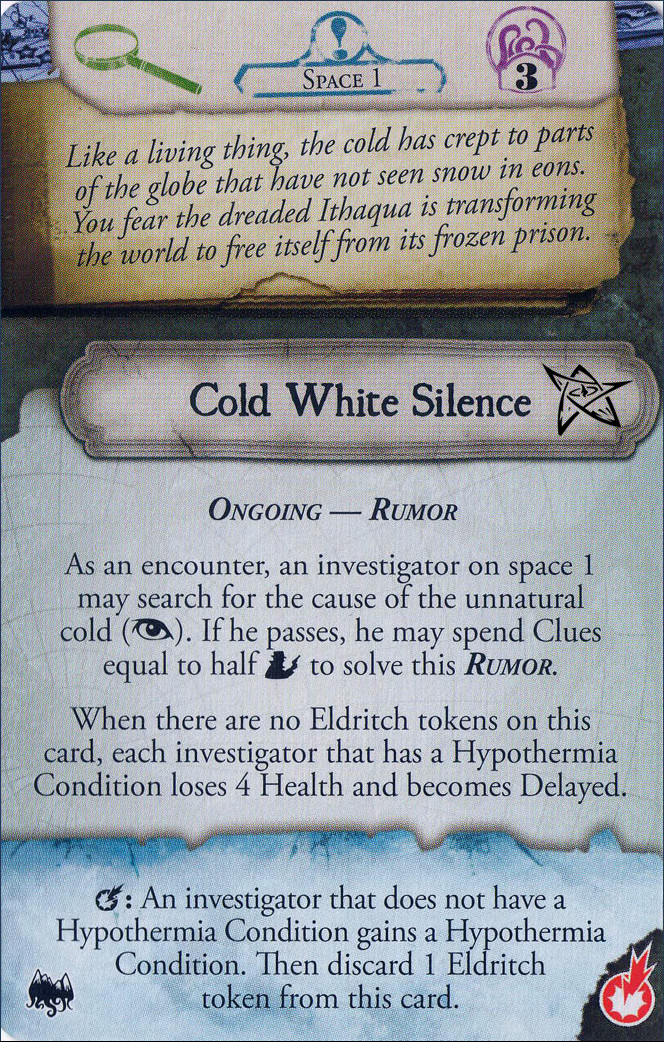 Space 1
3
Like a living thing, the cold has crept to parts
of the globe that have not seen snow in eons.
You fear the dreaded Ithaqua is transforming
the world to free itself from its frozen prison.
Cold White Silence
Ongoing — Rumor
As an encounter, an investigator on space 1
may search for the cause of the unnatural
cold ( ). If he passes, he may spend Clues
equal to half to solve this Rumor.
When there are no Eldritch tokens on this
card, each investigator that has a Hypothermia
Condition loses 4 Health and becomes Delayed.
: An investigator that does not have a
Hypothermia Condition gains a Hypothermia
Condition. Then discard 1 Eldritch
token from this card.